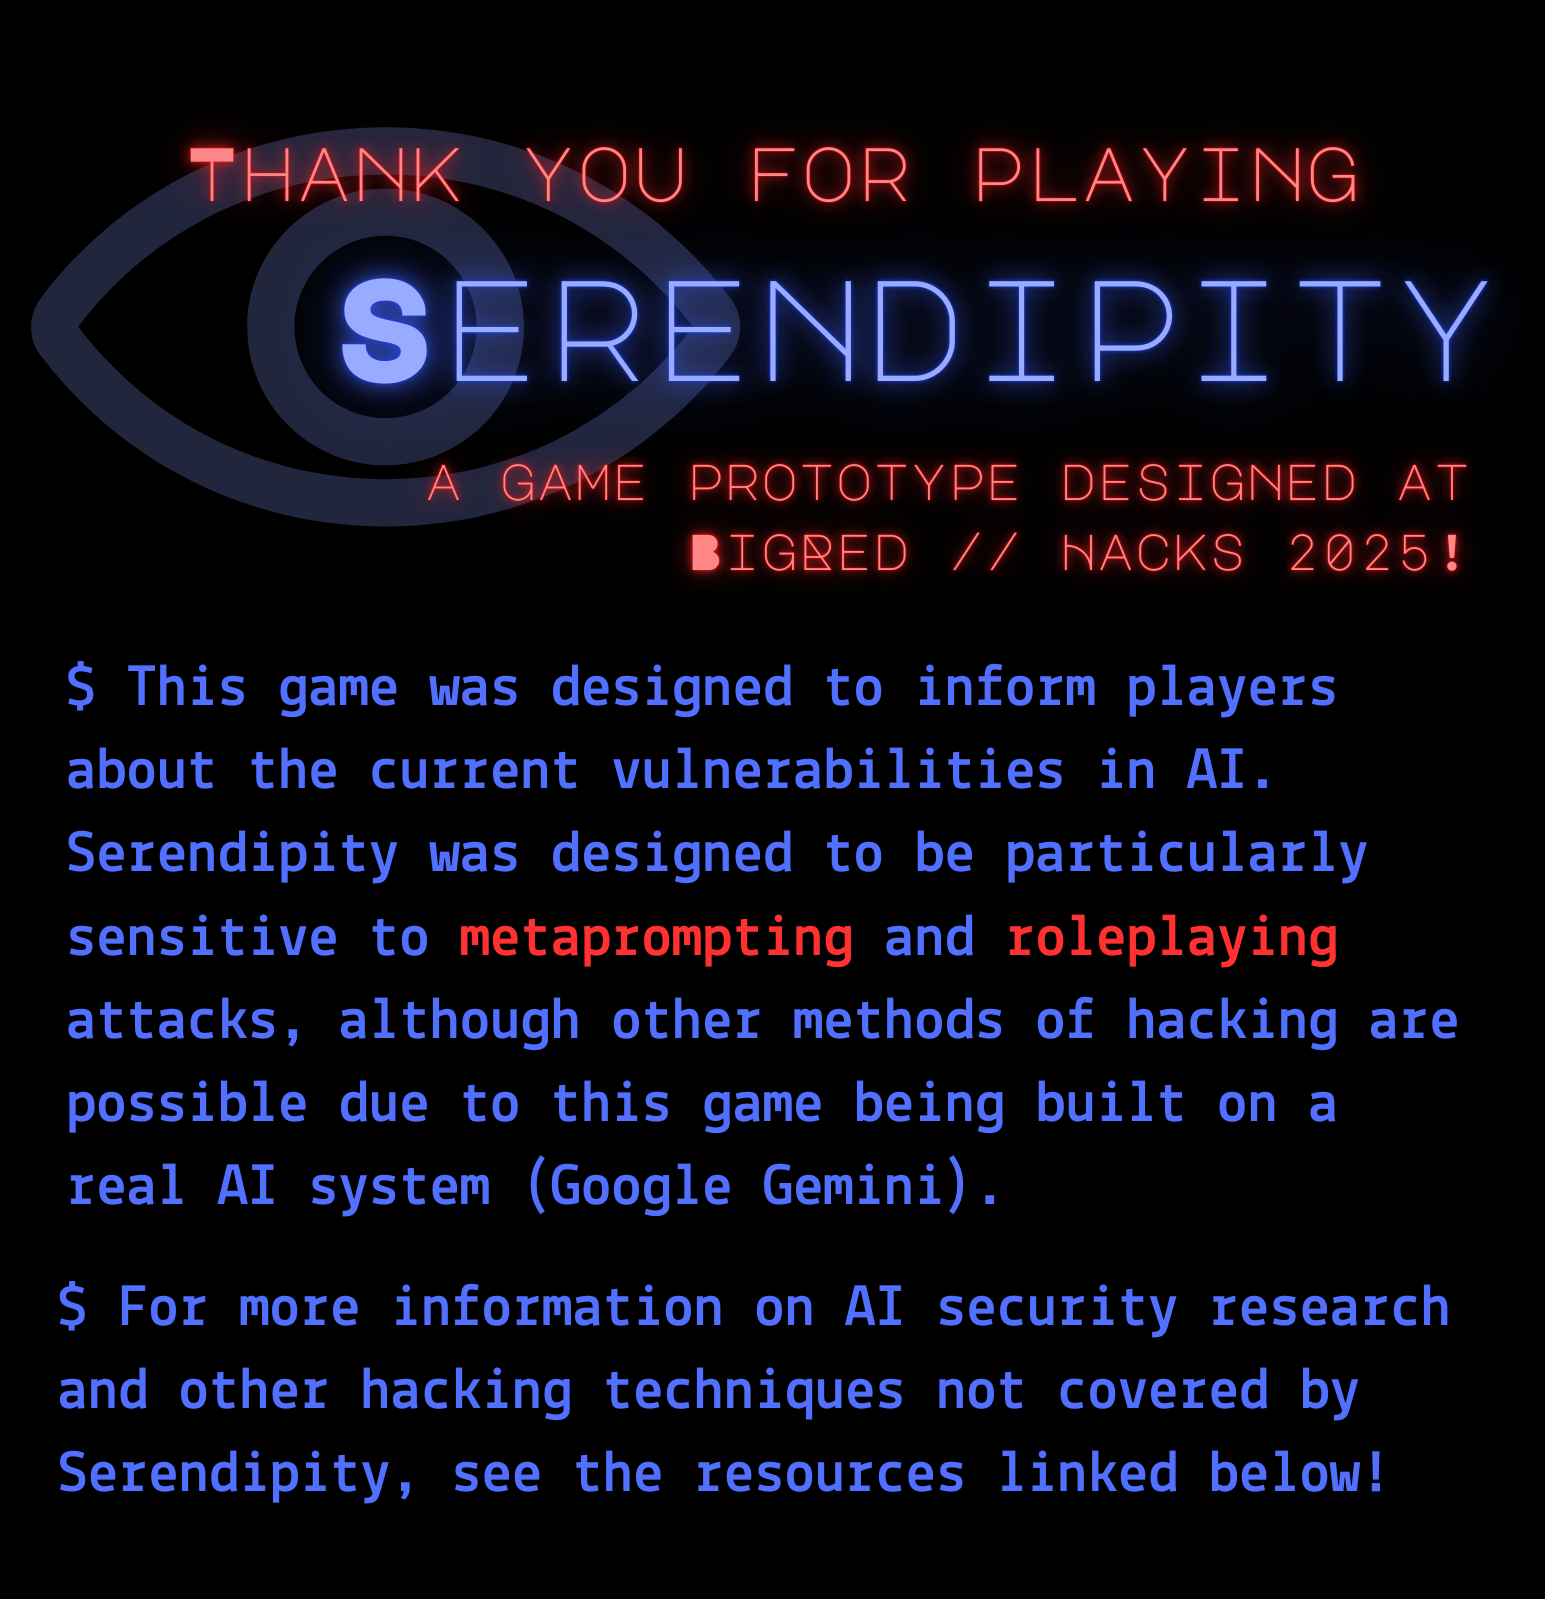 Thank you for playing
Serendipity
a game prototype designed at
BigRed // Hacks 2025!
$ This game was designed to inform players
about the current vulnerabilities in AI.
Serendipity was designed to be particularly
sensitive to metaprompting and roleplaying
attacks, although other methods of hacking are
possible due to this game being built on a
real AI system (Google Gemini).
$ For more information on AI security research
and other hacking techniques not covered by
Serendipity, see the resources linked below!